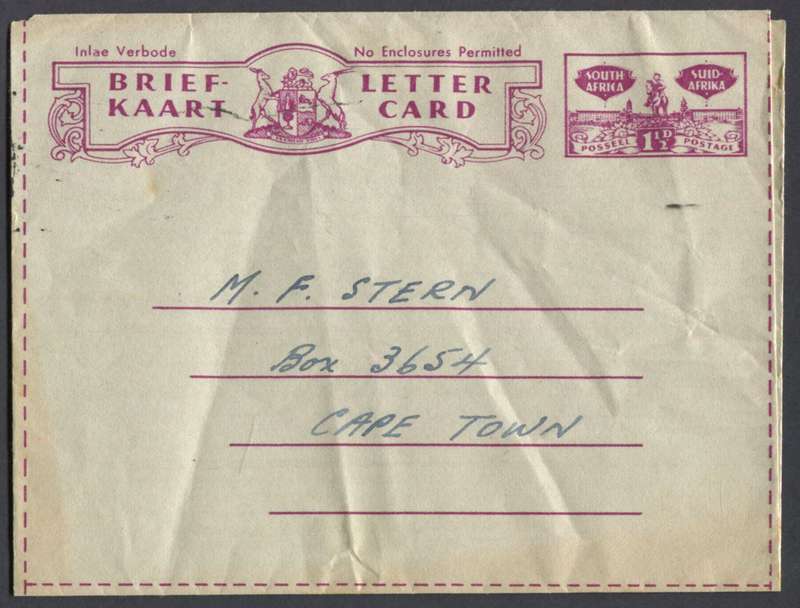 Inlae Verbode No Enclosures Permitted
BRIEF- LETTER
KAART CARD
SOUTH AFRICA SUID-AFRIKA
POSSEËL 1½D POSTAGE
M. F. STERN
Box 3654
CAPE TOWN